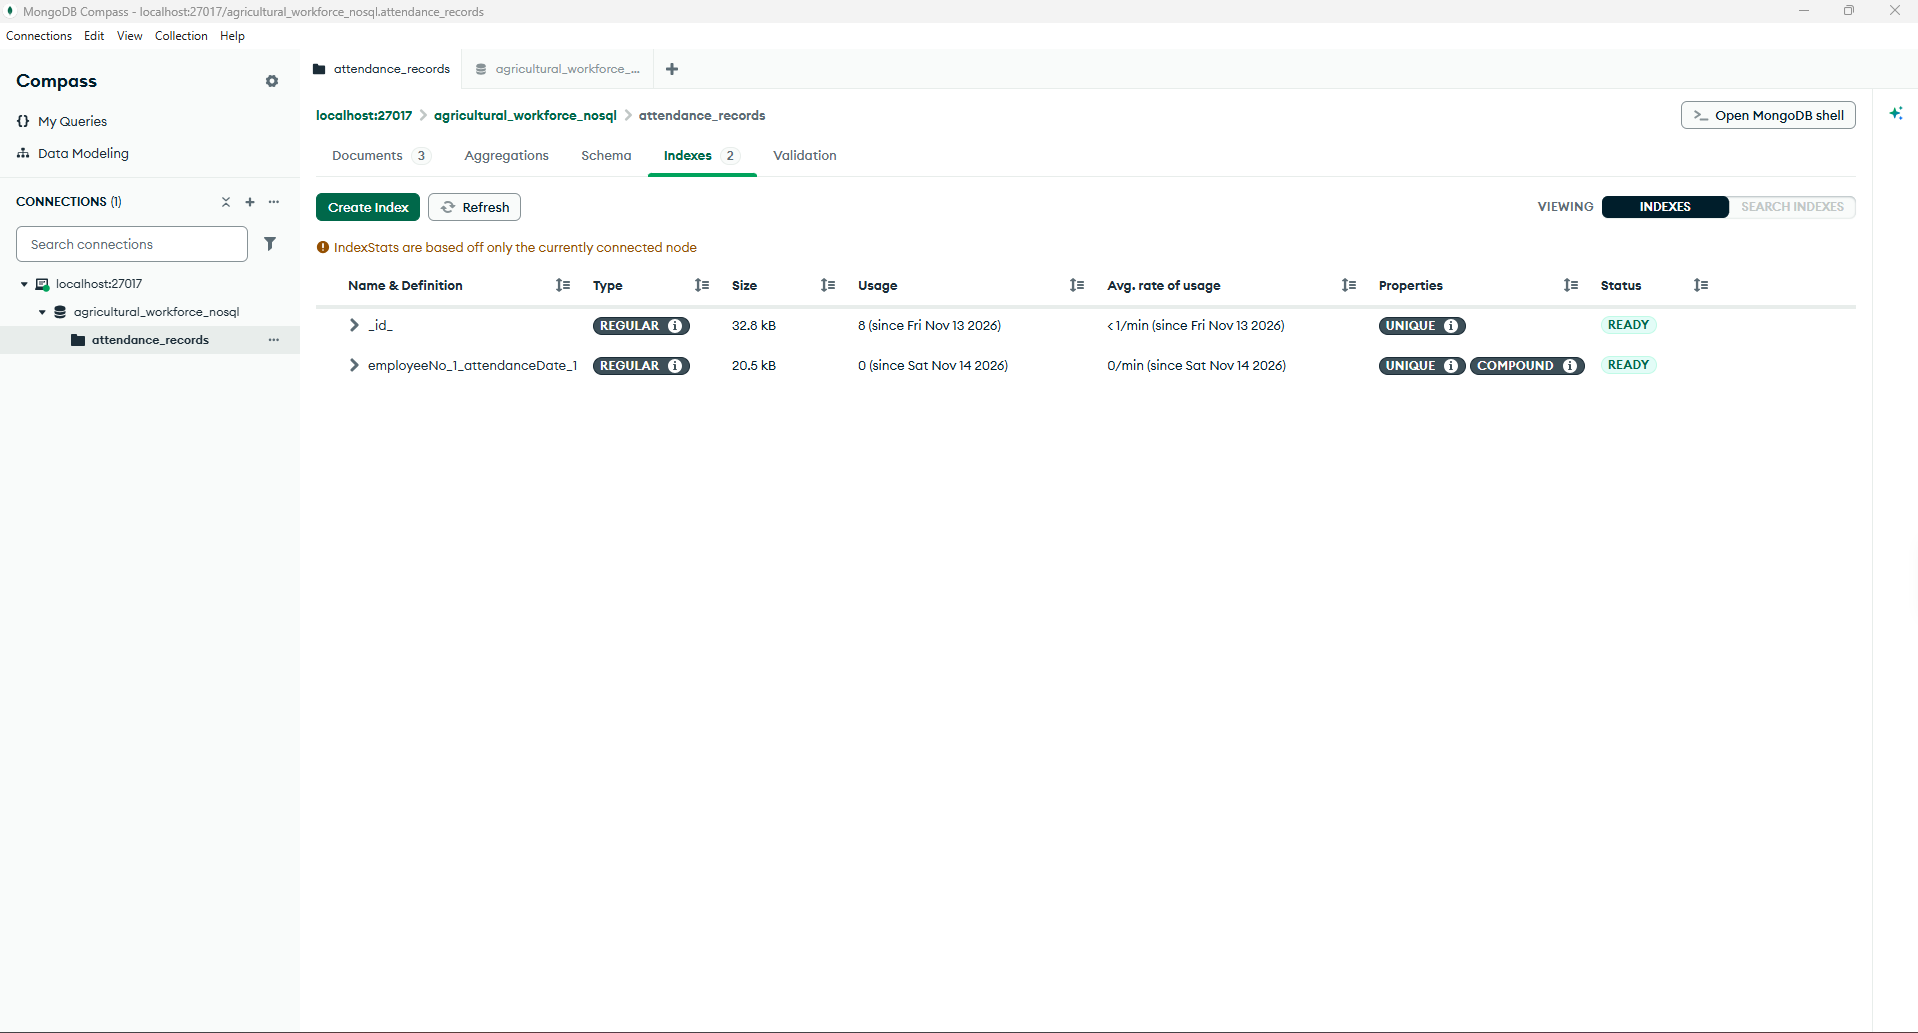 MongoDB Compass - localhost:27017/agricultural_workforce_nosql.attendance_records
Connections Edit View Collection Help
Compass
{} My Queries
Data Modeling
CONNECTIONS (1)
Search connections
localhost:27017
agricultural_workforce_nosql
attendance_records
attendance_records agricultural_workforce_...
localhost:27017 > agricultural_workforce_nosql > attendance_records
>_ Open MongoDB shell
Documents 3 Aggregations Schema Indexes 2 Validation
Create Index Refresh
VIEWING INDEXES SEARCH INDEXES
IndexStats are based off only the currently connected node
Name & Definition Type Size Usage Avg. rate of usage Properties Status
_id_ REGULAR 32.8 kB 8 (since Fri Nov 13 2026) <1/min (since Fri Nov 13 2026) UNIQUE READY
employeeNo_1_attendanceDate_1 REGULAR 20.5 kB 0 (since Sat Nov 14 2026) 0/min (since Sat Nov 14 2026) UNIQUE COMPOUND READY